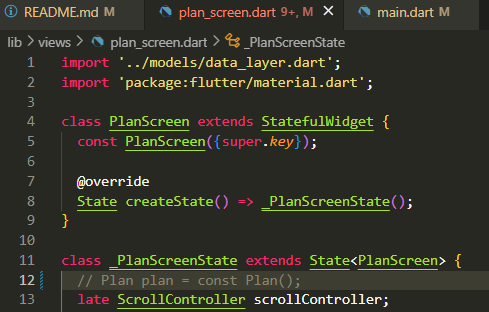 README.md M plan_screen.dart 9+, M main.dart
lib > views > plan_screen.dart > _PlanScreenState
1 import '../models/data_layer.dart';
2 import 'package:flutter/material.dart';
3
4 class PlanScreen extends StatefulWidget {
5 const PlanScreen({super.key});
6
7 @override
8 State createState() => _PlanScreenState();
9 }
10
11 class _PlanScreenState extends State<PlanScreen> {
12 // Plan plan = const Plan();
13 late ScrollController scrollController;